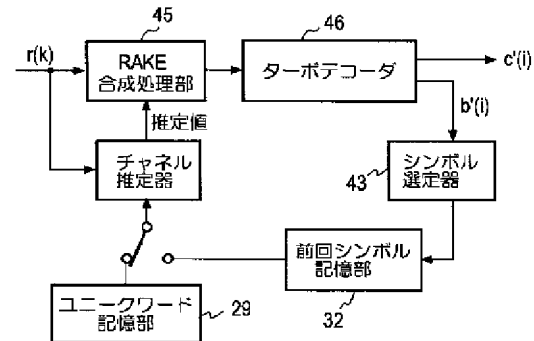 45
46
r(k)
RAKE
合成処理部
ターボデコーダ
c'(i)
b'(i)
推定値
チャネル
推定器
シンボル
選定器
43
前回シンボル
記憶部
32
ユニークワード
記憶部
29